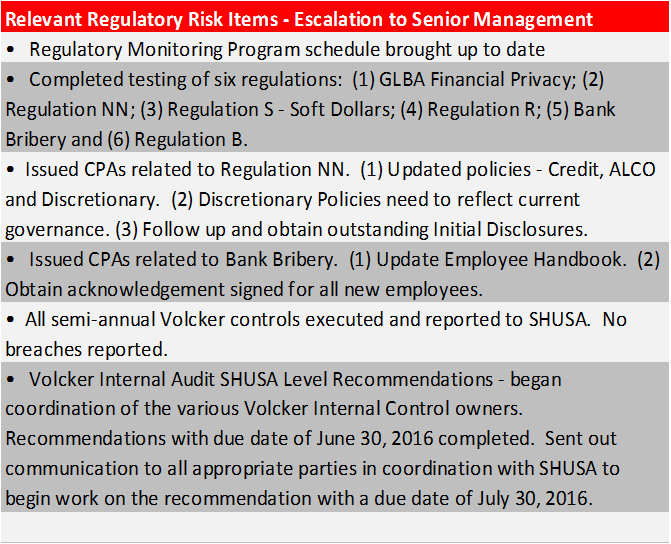 Relevant Regulatory Risk Items - Escalation to Senior Management
• Regulatory Monitoring Program schedule brought up to date
• Completed testing of six regulations: (1) GLBA Financial Privacy; (2)
Regulation NN; (3) Regulation S - Soft Dollars; (4) Regulation R; (5) Bank
Bribery and (6) Regulation B.
• Issued CPAs related to Regulation NN. (1) Updated policies - Credit, ALCO
and Discretionary. (2) Discretionary Policies need to reflect current
governance. (3) Follow up and obtain outstanding Initial Disclosures.
• Issued CPAs related to Bank Bribery. (1) Update Employee Handbook. (2)
Obtain acknowledgement signed for all new employees.
• All semi-annual Volcker controls executed and reported to SHUSA. No
breaches reported.
• Volcker Internal Audit SHUSA Level Recommendations - began
coordination of the various Volcker Internal Control owners.
Recommendations with due date of June 30, 2016 completed. Sent out
communication to all appropriate parties in coordination with SHUSA to
begin work on the recommendation with a due date of July 30, 2016.